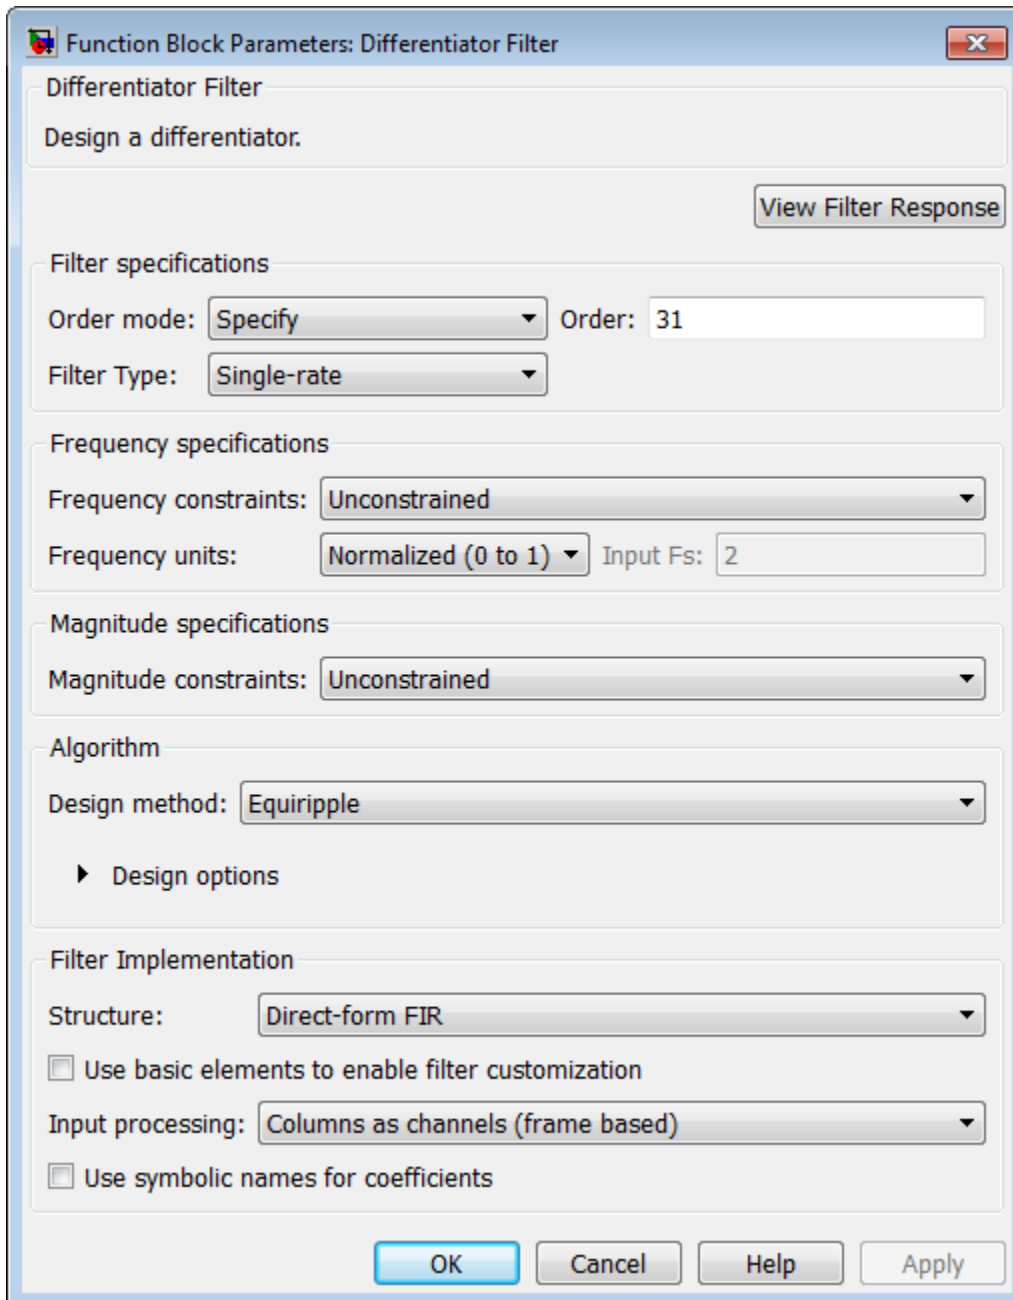 Function Block Parameters: Differentiator Filter
Differentiator Filter
Design a differentiator.
View Filter Response
Filter specifications
Order mode: Specify Order: 31
Filter Type: Single-rate
Frequency specifications
Frequency constraints: Unconstrained
Frequency units: Normalized (0 to 1) Input Fs: 2
Magnitude specifications
Magnitude constraints: Unconstrained
Algorithm
Design method: Equiripple
Design options
Filter Implementation
Structure: Direct-form FIR
Use basic elements to enable filter customization
Input processing: Columns as channels (frame based)
Use symbolic names for coefficients
OK Cancel Help Apply